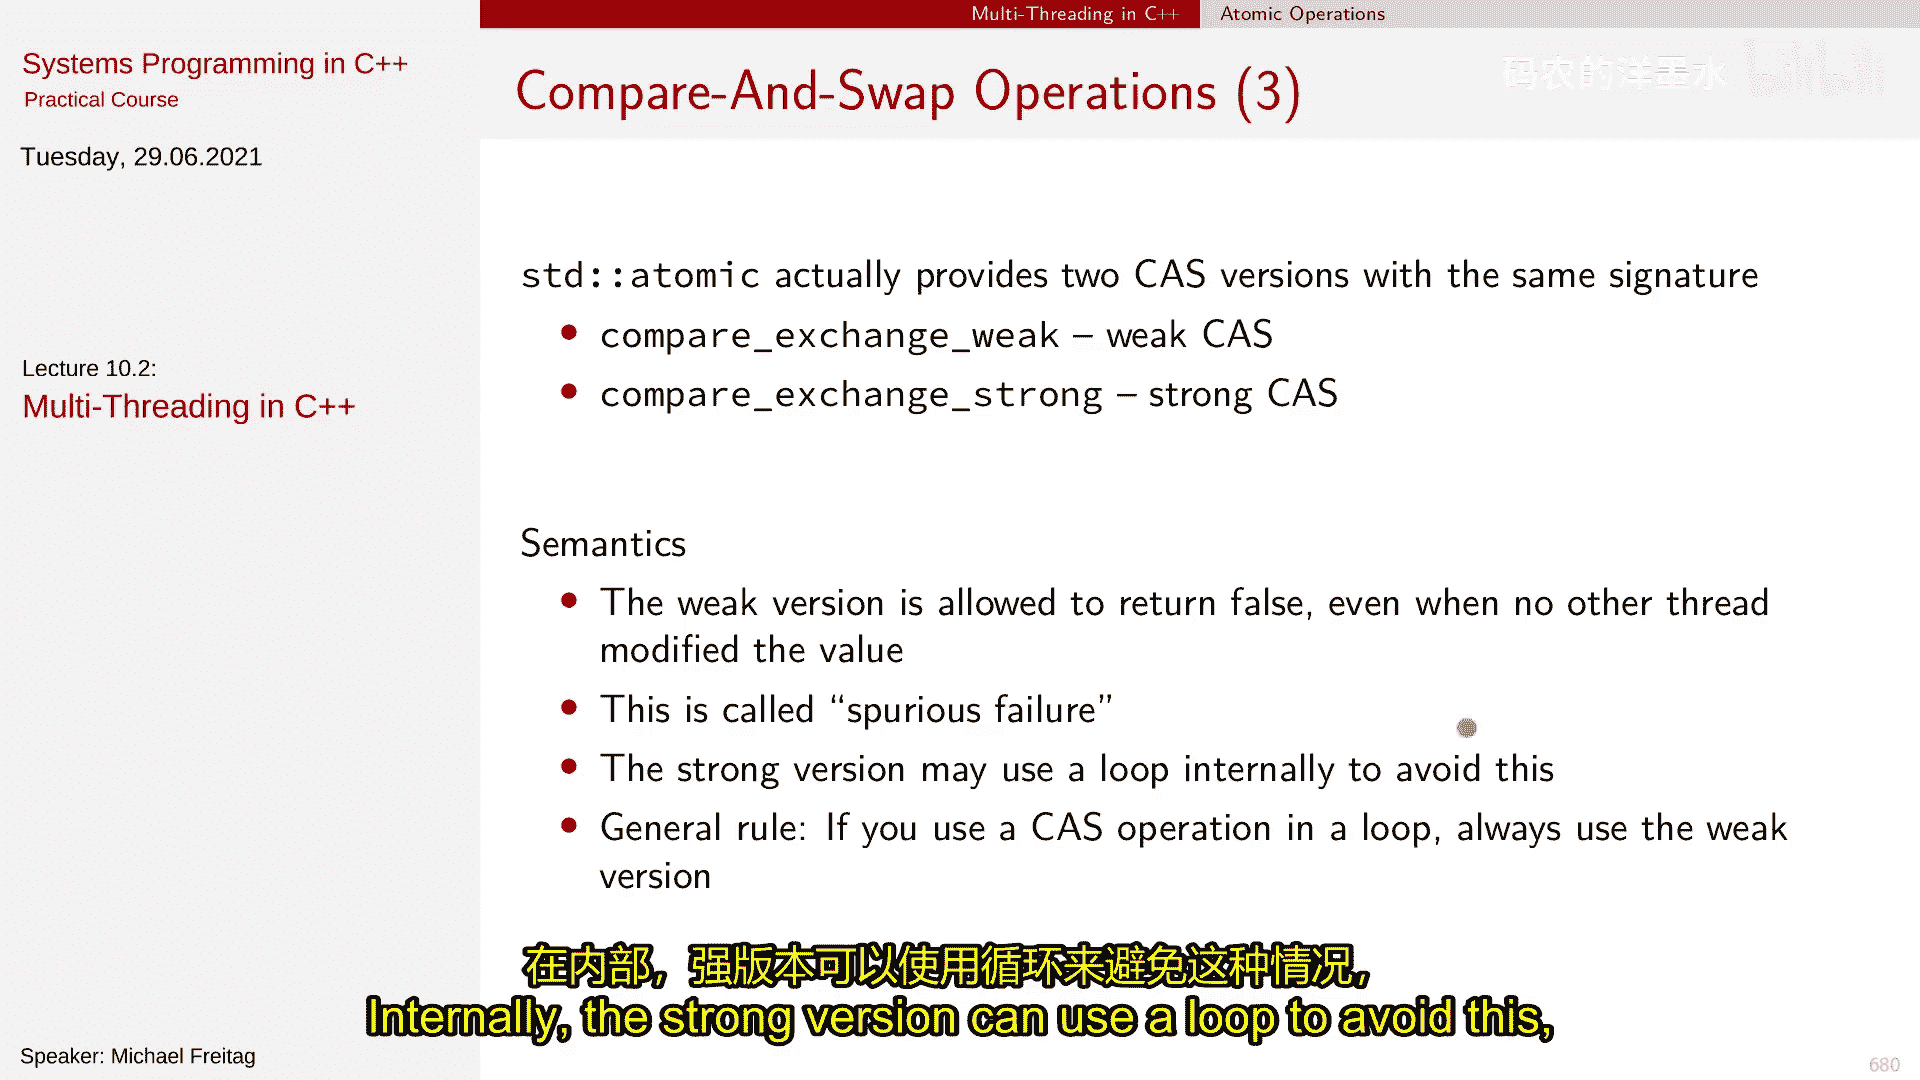 Multi-Threading in C++ Atomic Operations
Systems Programming in C++
Practical Course
Tuesday, 29.06.2021
Lecture 10.2:
Multi-Threading in C++
Compare-And-Swap Operations (3)
码农的洋墨水
std::atomic actually provides two CAS versions with the same signature
• compare_exchange_weak – weak CAS
• compare_exchange_strong – strong CAS
Semantics
• The weak version is allowed to return false, even when no other thread
modified the value
• This is called “spurious failure”
• The strong version may use a loop internally to avoid this
• General rule: If you use a CAS operation in a loop, always use the weak
version
在内部，强版本可以使用循环来避免这种情况，
Internally, the strong version can use a loop to avoid this,
Speaker: Michael Freitag
680